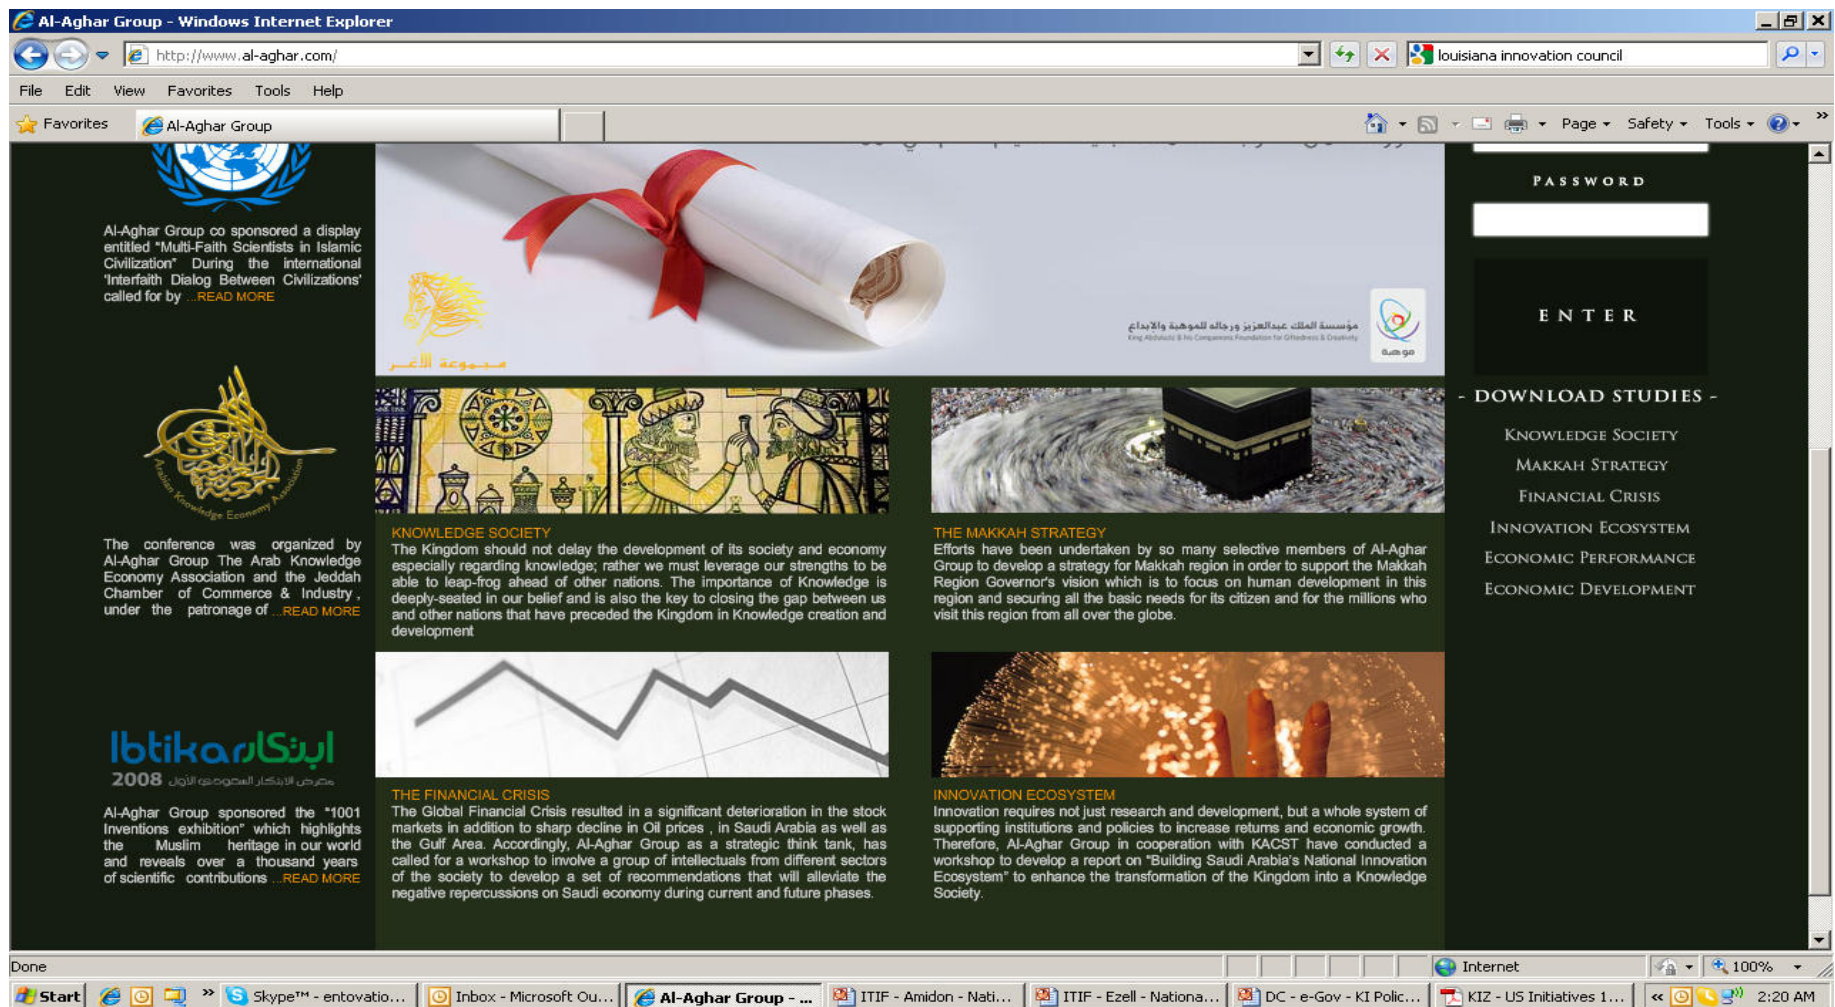 Al-Aghar Group - Windows Internet Explorer
http://www.al-aghar.com/
louisiana innovation council
File Edit View Favorites Tools Help
Favorites
Al-Aghar Group
Page Safety Tools
Al-Aghar Group co sponsored a display
entitled "Multi-Faith Scientists in Islamic
Civilization" During the international
'Interfaith Dialog Between Civilizations'
called for by ...READ MORE
Arabian Knowledge Economy Association
The conference was organized by
Al-Aghar Group The Arab Knowledge
Economy Association and the Jeddah
Chamber of Commerce & Industry,
under the patronage of ...READ MORE
Ibtikar ابتكار
2008 معرض الابتكار السعودي الأول
Al-Aghar Group sponsored the "1001
Inventions exhibition" which highlights
the Muslim heritage in our world
and reveals over a thousand years
of scientific contributions ...READ MORE
مجموعة الأغر
مؤسسة الملك عبدالعزيز ورجاله للموهبة والإبداع
King Abdulaziz & his Companions Foundation for Giftedness & Creativity
موهبة
KNOWLEDGE SOCIETY
The Kingdom should not delay the development of its society and economy
especially regarding knowledge; rather we must leverage our strengths to be
able to leap-frog ahead of other nations. The importance of Knowledge is
deeply-seated in our belief and is also the key to closing the gap between us
and other nations that have preceded the Kingdom in Knowledge creation and
development
THE MAKKAH STRATEGY
Efforts have been undertaken by so many selective members of Al-Aghar
Group to develop a strategy for Makkah region in order to support the Makkah
Region Governor's vision which is to focus on human development in this
region and securing all the basic needs for its citizen and for the millions who
visit this region from all over the globe.
THE FINANCIAL CRISIS
The Global Financial Crisis resulted in a significant deterioration in the stock
markets in addition to sharp decline in Oil prices , in Saudi Arabia as well as
the Gulf Area. Accordingly, Al-Aghar Group as a strategic think tank, has
called for a workshop to involve a group of intellectuals from different sectors
of the society to develop a set of recommendations that will alleviate the
negative repercussions on Saudi economy during current and future phases.
INNOVATION ECOSYSTEM
Innovation requires not just research and development, but a whole system of
supporting institutions and policies to increase returns and economic growth.
Therefore, Al-Aghar Group in cooperation with KACST have conducted a
workshop to develop a report on "Building Saudi Arabia's National Innovation
Ecosystem" to enhance the transformation of the Kingdom into a Knowledge
Society.
PASSWORD
ENTER
- DOWNLOAD STUDIES -
KNOWLEDGE SOCIETY
MAKKAH STRATEGY
FINANCIAL CRISIS
INNOVATION ECOSYSTEM
ECONOMIC PERFORMANCE
ECONOMIC DEVELOPMENT
Done
Internet
100%
Start
Skype™ - entovatio...
Inbox - Microsoft Ou...
Al-Aghar Group - ...
ITIF - Amidon - Nati...
ITIF - Ezell - Nationa...
DC - e-Gov - KI Polic...
KIZ - US Initiatives 1...
2:20 AM